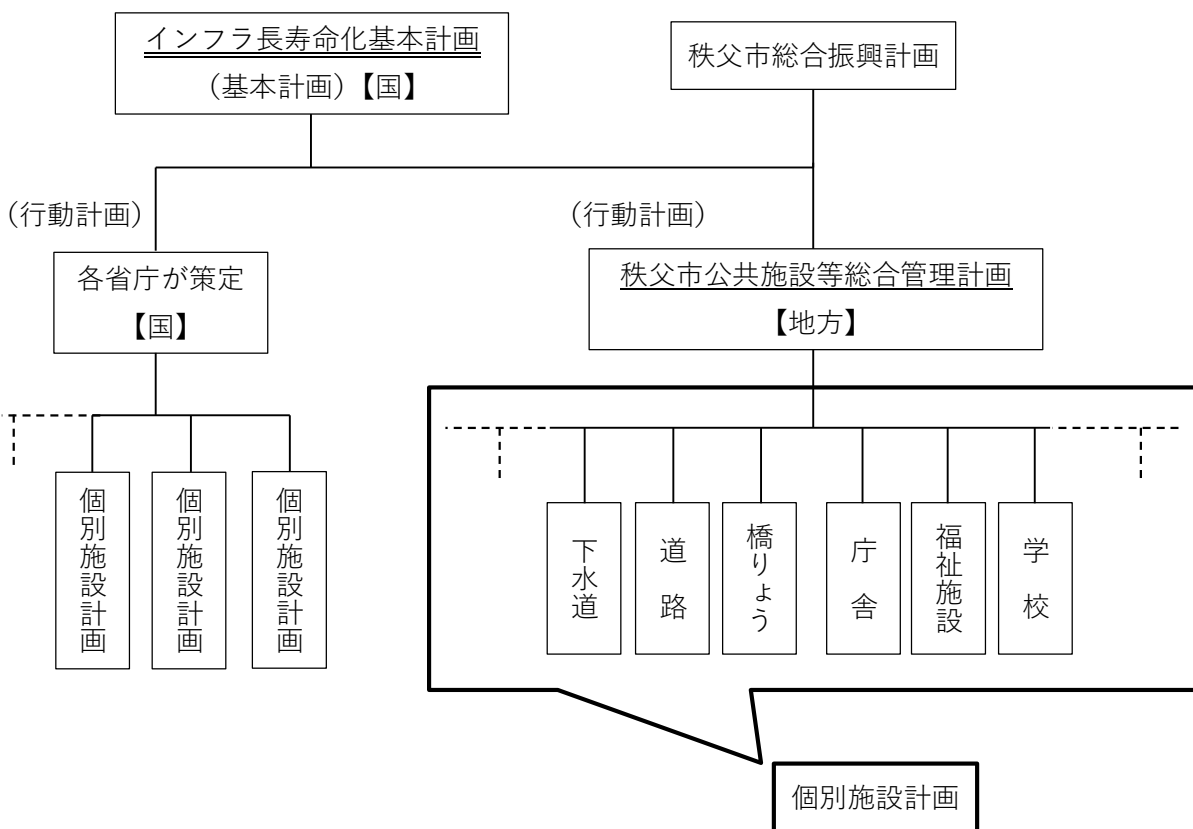 インフラ長寿命化基本計画
（基本計画）【国】
秩父市総合振興計画
（行動計画）
（行動計画）
各省庁が策定
【国】
秩父市公共施設等総合管理計画
【地方】
個別施設計画
個別施設計画
個別施設計画
下水道
道路
橋りょう
庁舎
福祉施設
学校
個別施設計画